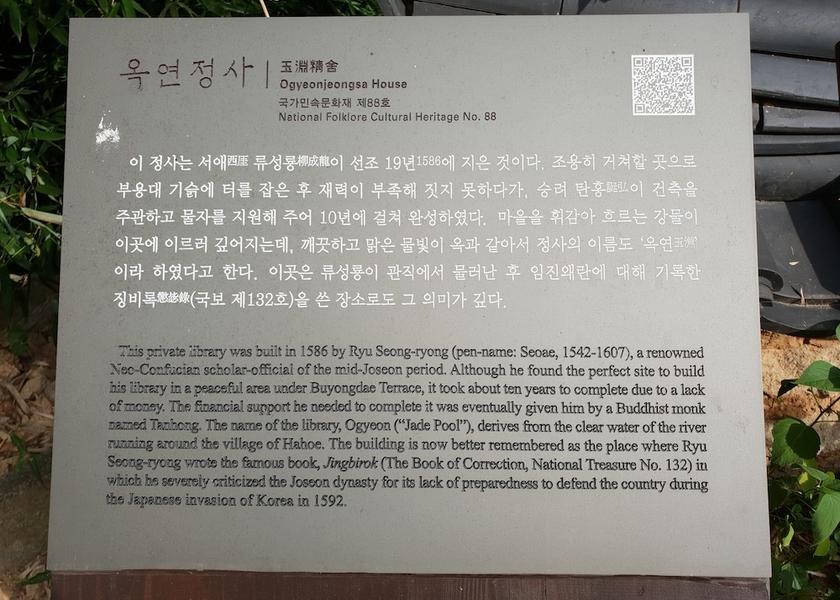 옥연정사 玉淵精舍
Ogyeonjeongsa House
국가민속문화재 제88호
National Folklore Cultural Heritage No. 88
이 정사는 서애西厓 류성룡柳成龍이 선조 19년1586에 지은 것이다. 조용히 거처할 곳으로
부용대 기슭에 터를 잡은 후 재력이 부족해 짓지 못하다가, 승려 탄홍誕弘이 건축을
주관하고 물자를 지원해 주어 10년에 걸쳐 완성하였다. 마을을 휘감아 흐르는 강물이
이곳에 이르러 깊어지는데, 깨끗하고 맑은 물빛이 옥과 같아서 정사의 이름도 '옥연玉淵'
이라 하였다고 한다. 이곳은 류성룡이 관직에서 물러난 후 임진왜란에 대해 기록한
징비록懲毖錄(국보 제132호)을 쓴 장소로도 그 의미가 깊다.
This private library was built in 1586 by Ryu Seong-ryong (pen-name: Seoae, 1542-1607), a renowned
Neo-Confucian scholar-official of the mid-Joseon period. Although he found the perfect site to build
his library in a peaceful area under Buyongdae Terrace, it took about ten years to complete due to a lack
of money. The financial support he needed to complete it was eventually given him by a Buddhist monk
named Tanhong. The name of the library, Ogyeon ("Jade Pool"), derives from the clear water of the river
running around the village of Hahoe. The building is now better remembered as the place where Ryu
Seong-ryong wrote the famous book, Jingbirok (The Book of Correction, National Treasure No. 132) in
which he severely criticized the Joseon dynasty for its lack of preparedness to defend the country during
the Japanese invasion of Korea in 1592.